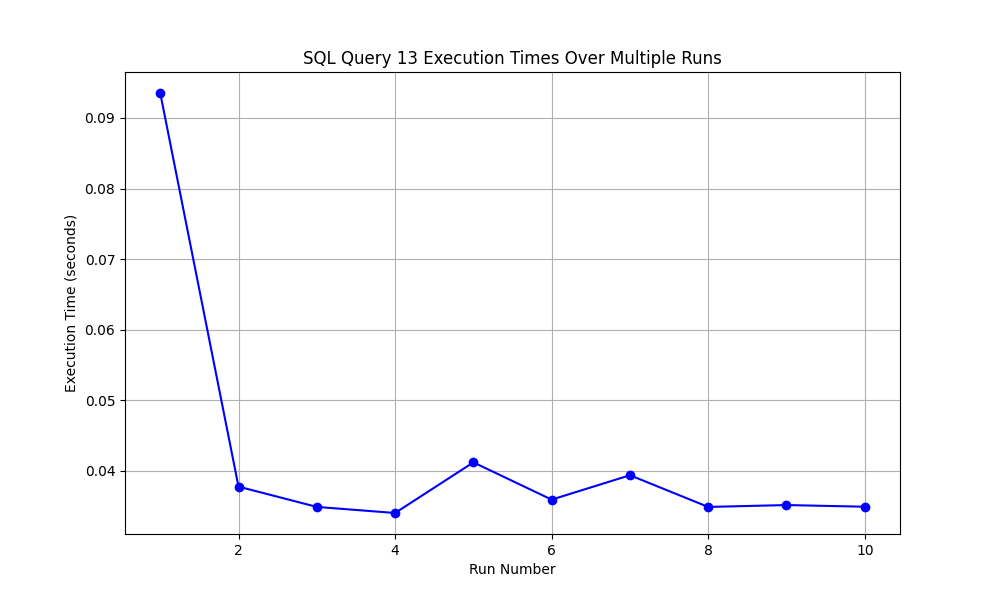 SQL Query 13 Execution Times Over Multiple Runs
Execution Time (seconds)
0.09
0.08
0.07
0.06
0.05
0.04
2 4 6 8 10
Run Number